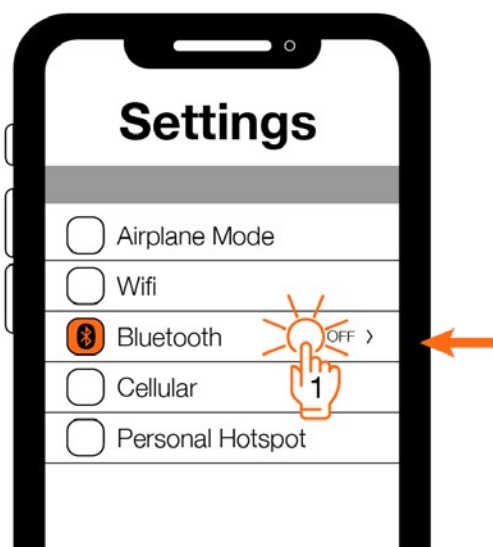 Settings
Airplane Mode
Wifi
Bluetooth OFF >
1
Cellular
Personal Hotspot